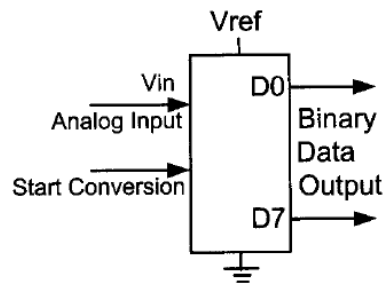 Vref
Vin
D0
Analog Input
Binary
Data
Start Conversion
Output
D7